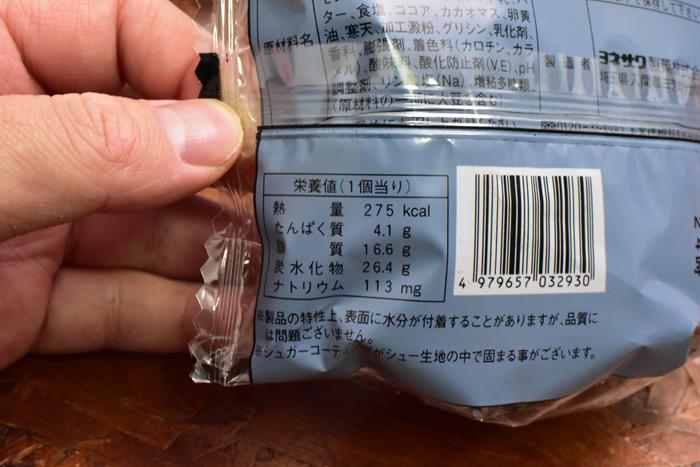 ター、食塩、ココア、カカオマス、卵黄
油、寒天、加工澱粉、グリシン、乳化剤、
原材料名
香料、膨張剤、着色料(カロチン、カラ
メル)、酸味料、酸化防止剤(V.E)、pH
調整剤、リン酸塩(Na)、増粘多糖類、
(原材料の一部に大豆を含む)
製造者
ヨネザワ製菓株式会
埼玉県
栄養値(1個当り)
熱量 275 kcal
たんぱく質 4.1 g
脂質 16.6 g
炭水化物 26.4 g
ナトリウム 113 mg
4 979657 032930
※製品の特性上、表面に水分が付着することがありますが、品質に
は問題ございません。
※シュガーコーティングがシュー生地の中で固まる事がございます。